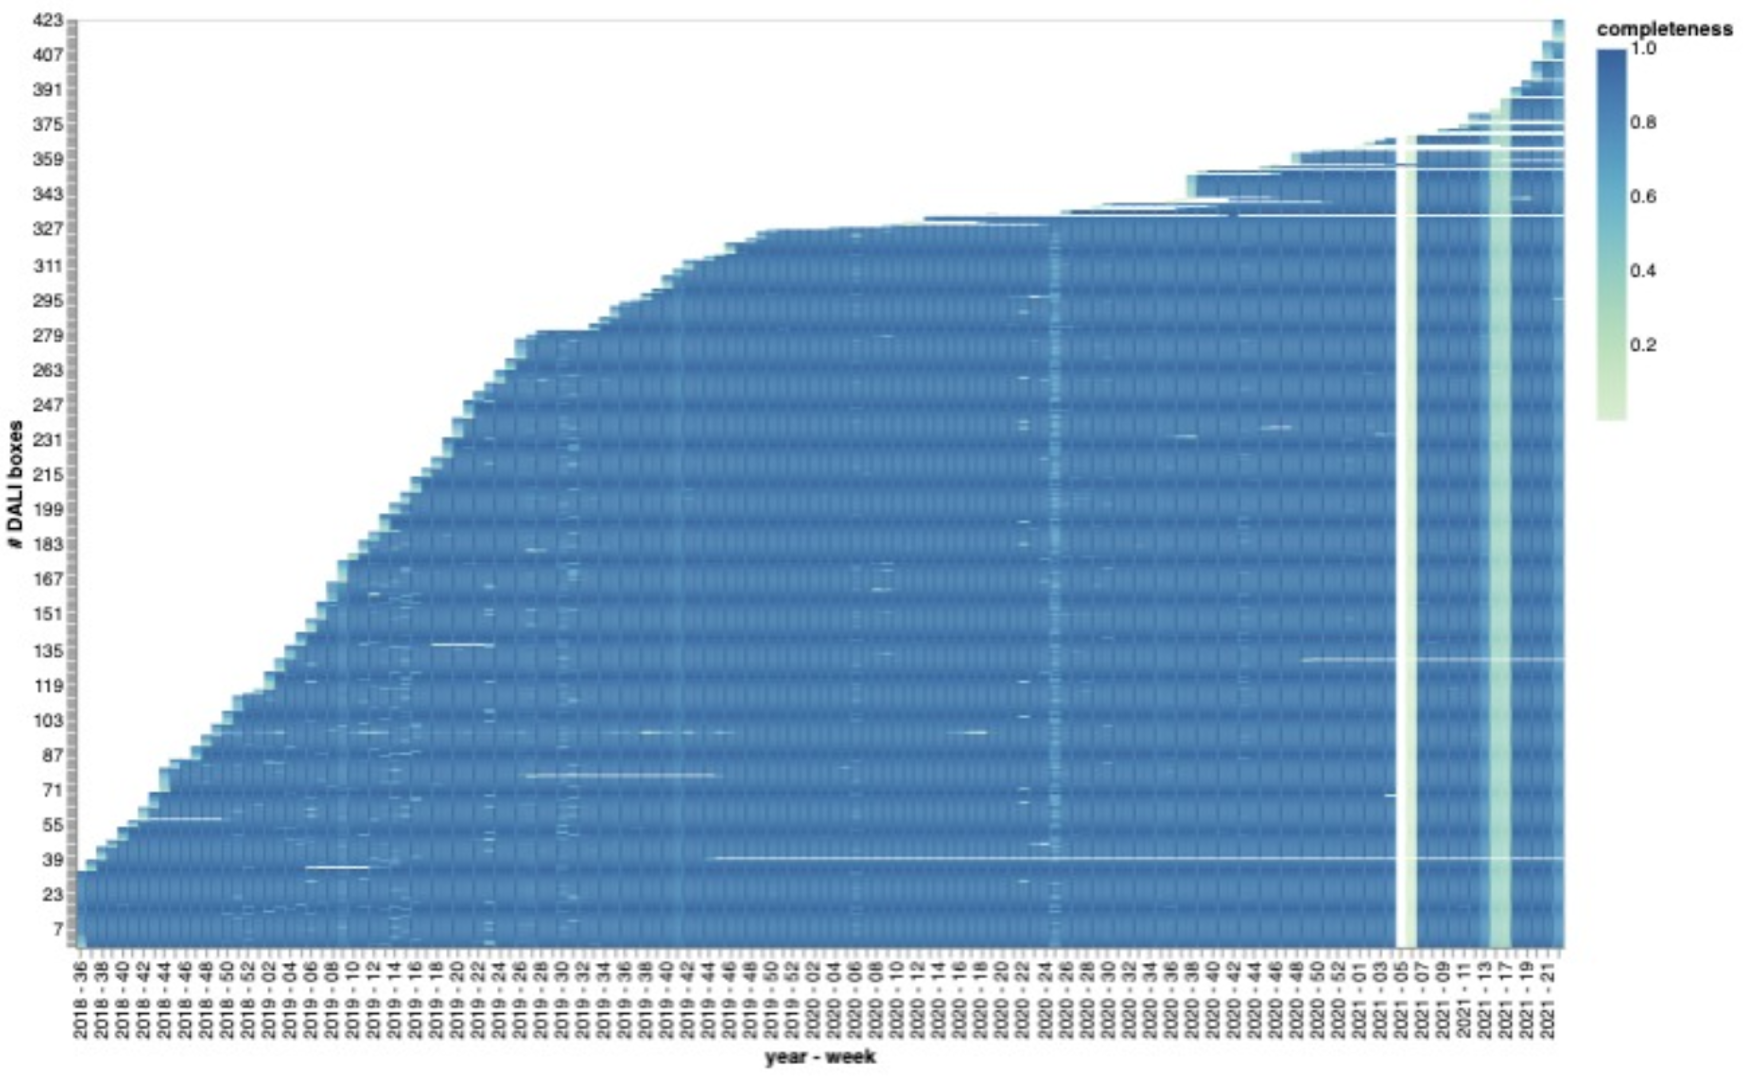 completeness
1.0
0.8
0.6
0.4
0.2
# DALI boxes
423
407
391
375
359
343
327
311
295
279
263
247
231
215
199
183
167
151
135
119
103
87
71
55
39
23
7
2018 - 36
2018 - 38
2018 - 40
2018 - 42
2018 - 44
2018 - 46
2018 - 48
2018 - 50
2018 - 52
2019 - 02
2019 - 04
2019 - 06
2019 - 08
2019 - 10
2019 - 12
2019 - 14
2019 - 16
2019 - 18
2019 - 20
2019 - 22
2019 - 24
2019 - 26
2019 - 28
2019 - 30
2019 - 32
2019 - 34
2019 - 36
2019 - 38
2019 - 40
2019 - 42
2019 - 44
2019 - 46
2019 - 48
2019 - 50
2019 - 52
2020 - 02
2020 - 04
2020 - 06
2020 - 08
2020 - 10
2020 - 12
2020 - 14
2020 - 16
2020 - 18
2020 - 20
2020 - 22
2020 - 24
2020 - 26
2020 - 28
2020 - 30
2020 - 32
2020 - 34
2020 - 36
2020 - 38
2020 - 40
2020 - 42
2020 - 44
2020 - 46
2020 - 48
2020 - 50
2020 - 52
2021 - 01
2021 - 03
2021 - 05
2021 - 07
2021 - 09
2021 - 11
2021 - 13
2021 - 17
2021 - 19
2021 - 21
year - week